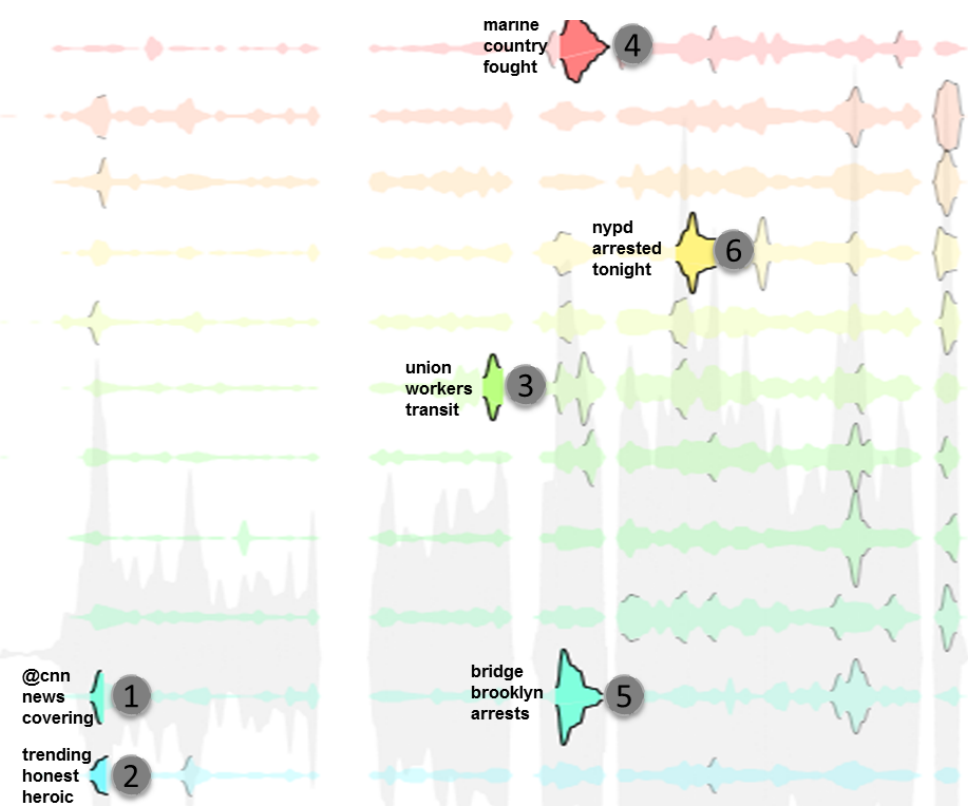 marine
country
fought
4
nypd
arrested
tonight
6
union
workers
transit
3
@cnn
news
covering
1
bridge
brooklyn
arrests
5
trending
honest
heroic
2